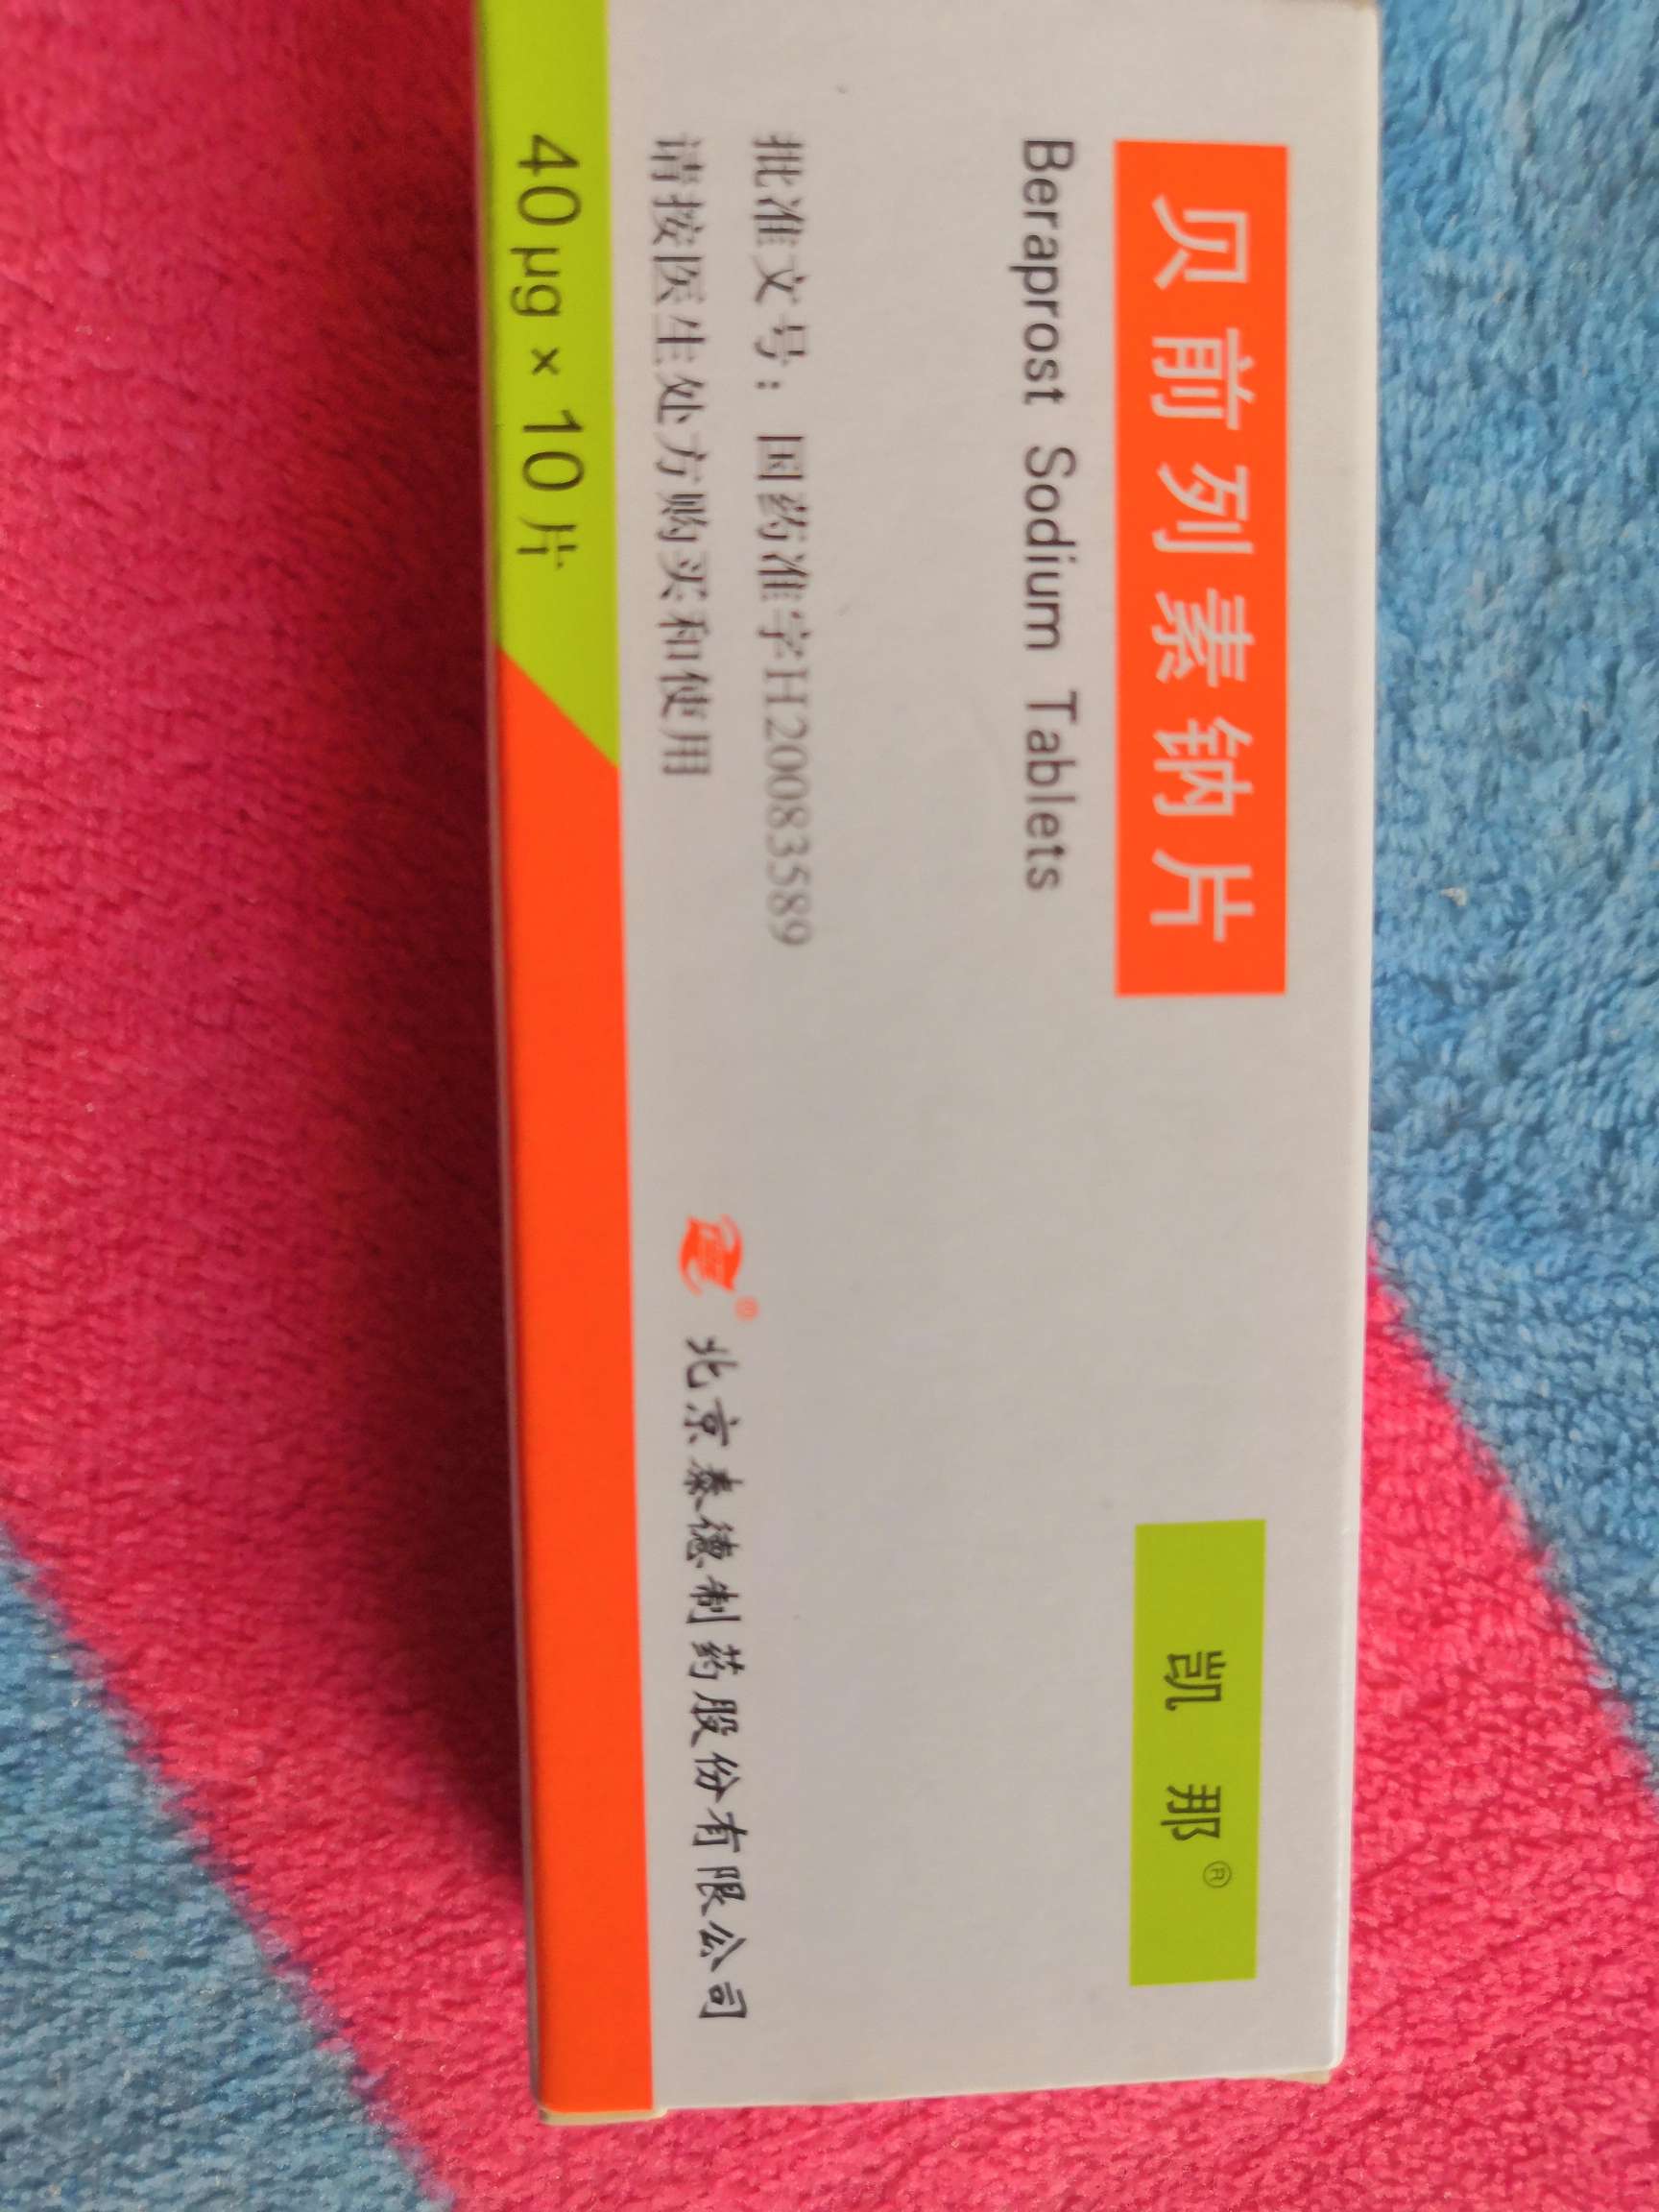 贝前列素钠片
凯那®
Beraprost Sodium Tablets
批准文号：国药准字H20083589
请按医生处方购买和使用
® 北京泰德制药股份有限公司
40 μg × 10 片